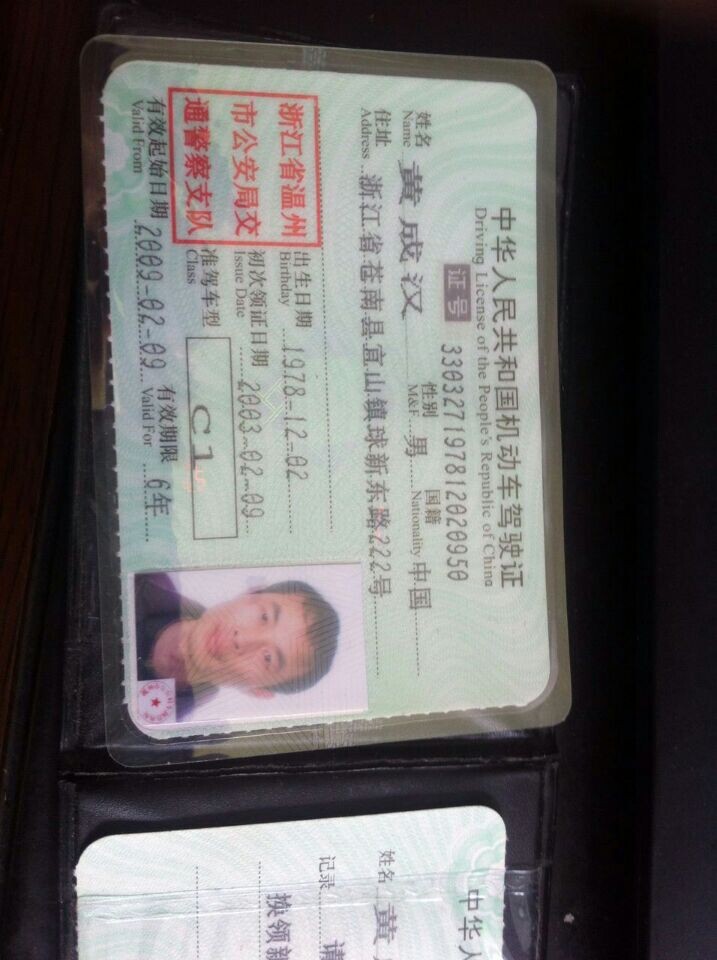 中华人民共和国机动车驾驶证
Driving License of the People's Republic of China
证号 330327197812020950
姓名 黄成汉 性别 男 国籍 中国
Name M&F Nationality
住址 浙江省苍南县宜山镇球新东路222号
Address
浙江省温州
市公安局交
通警察支队
出生日期 1978-12-02
Birthday
初次领证日期 2003-02-09
Issue Date
准驾车型 C1
Class
有效起始日期 2009-02-09 有效期限 6年
Valid From Valid For
中华人
姓名 黄
记录 请
换领新